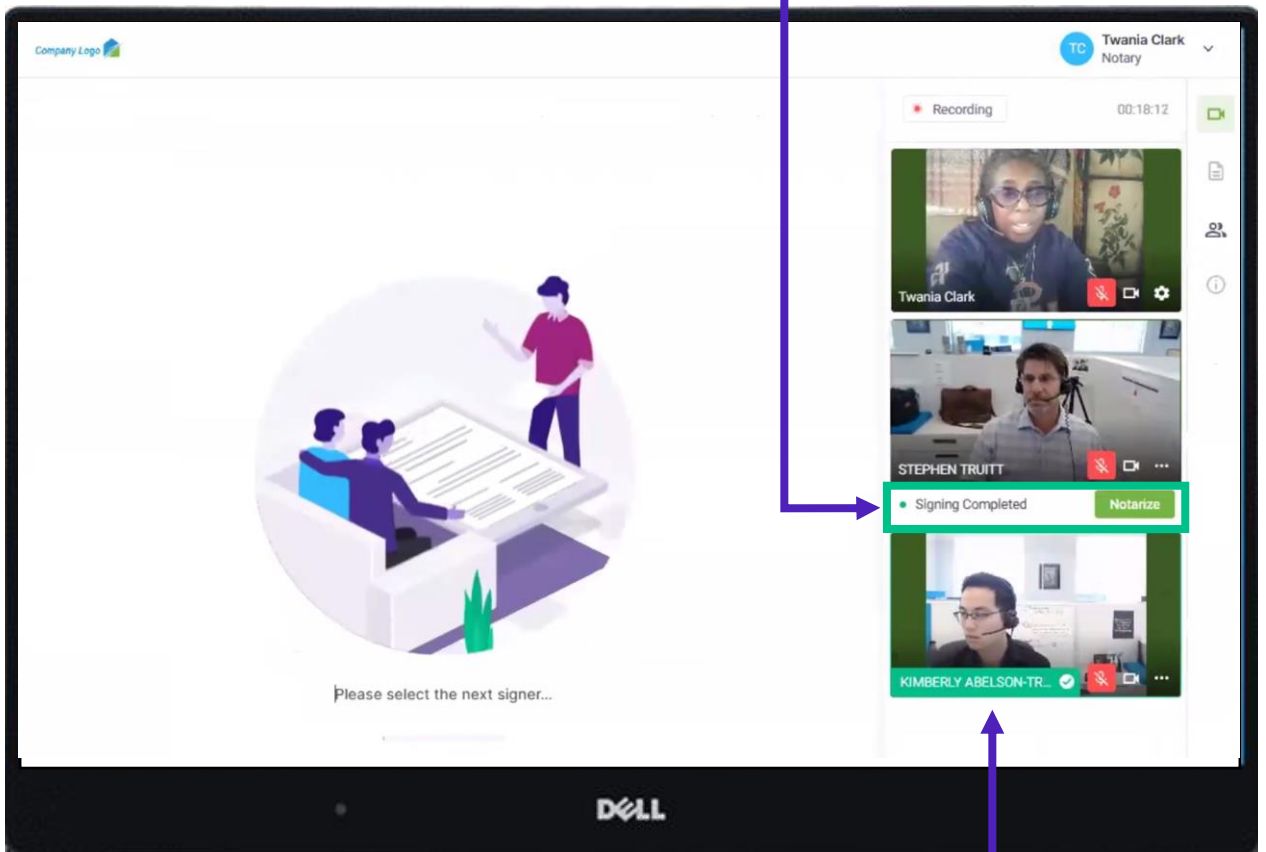 Company Logo
TC
Twania Clark
Notary
Recording
00:18:12
Twania Clark
STEPHEN TRUITT
Signing Completed
Notarize
KIMBERLY ABELSON-TR...
Please select the next signer...
DELL